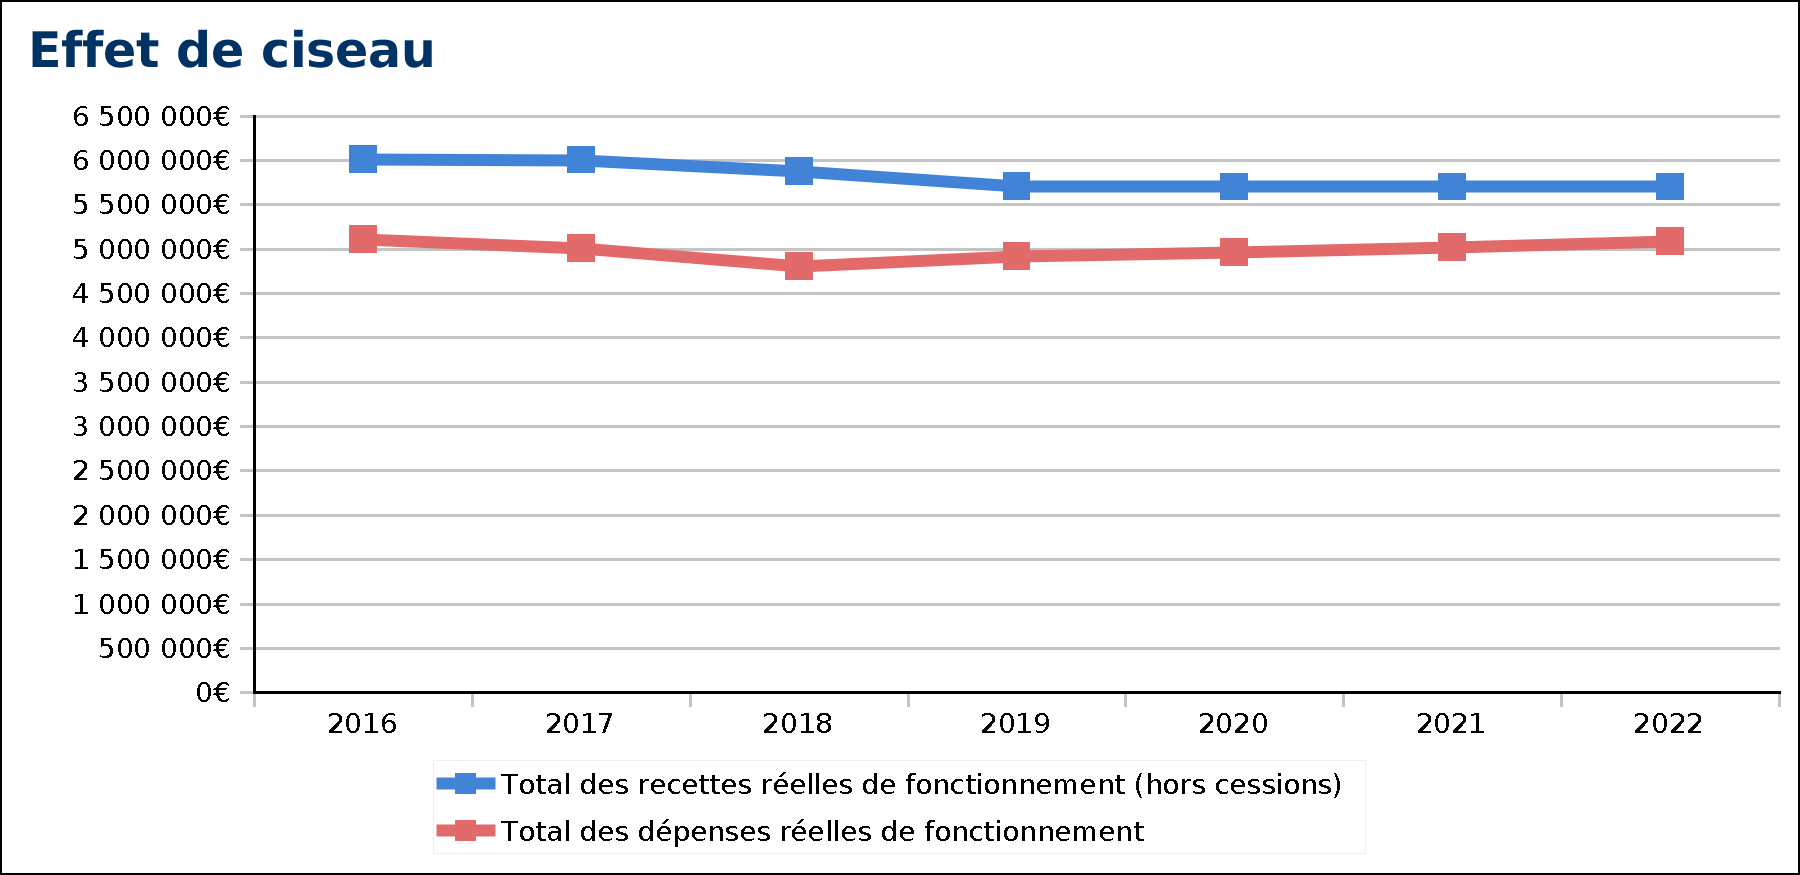 Effet de ciseau
6 500 000€
6 000 000€
5 500 000€
5 000 000€
4 500 000€
4 000 000€
3 500 000€
3 000 000€
2 500 000€
2 000 000€
1 500 000€
1 000 000€
500 000€
0€
2016 2017 2018 2019 2020 2021 2022
Total des recettes réelles de fonctionnement (hors cessions)
Total des dépenses réelles de fonctionnement